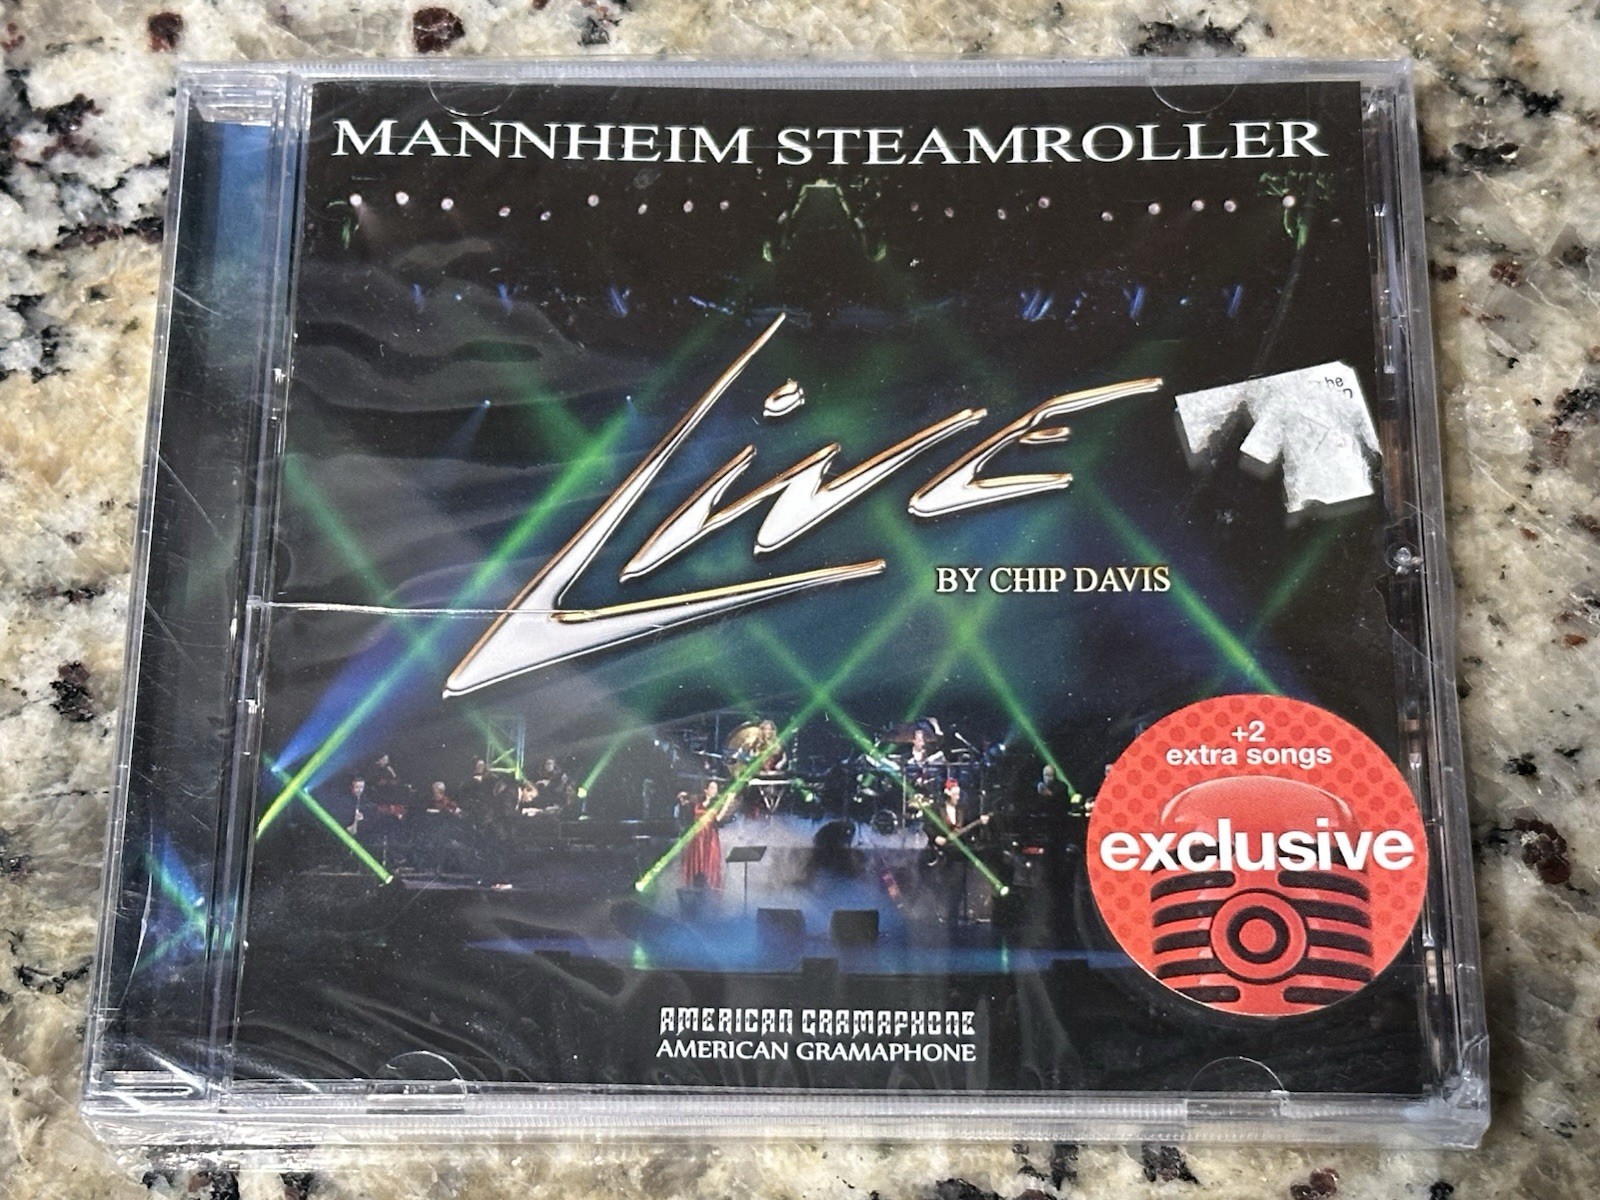 MANNHEIM STEAMROLLER
LiVE
BY CHIP DAVIS
+2
extra songs
exclusive
AMERICAN GRAMAPHONE
AMERICAN GRAMAPHONE